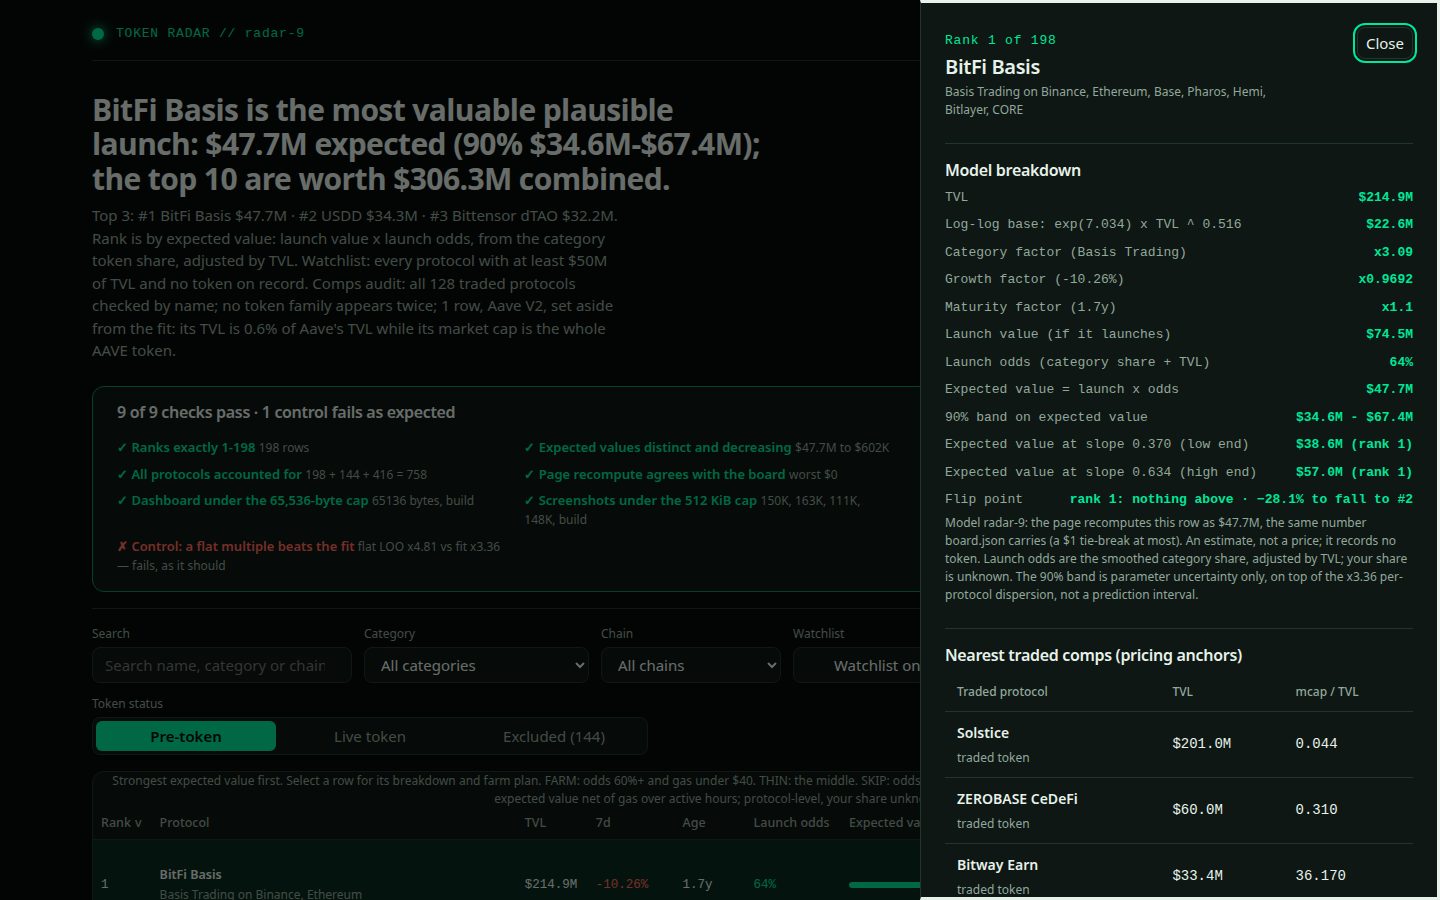 TOKEN RADAR // radar-9
BitFi Basis is the most valuable plausible
launch: $47.7M expected (90% $34.6M-$67.4M);
the top 10 are worth $306.3M combined.
Top 3: #1 BitFi Basis $47.7M · #2 USDD $34.3M · #3 Bittensor dTAO $32.2M.
Rank is by expected value: launch value x launch odds, from the category
token share, adjusted by TVL. Watchlist: every protocol with at least $50M
of TVL and no token on record. Comps audit: all 128 traded protocols
checked by name; no token family appears twice; 1 row, Aave V2, set aside
from the fit: its TVL is 0.6% of Aave's TVL while its market cap is the whole
AAVE token.
9 of 9 checks pass · 1 control fails as expected
✓ Ranks exactly 1-198 198 rows
✓ Expected values distinct and decreasing $47.7M to $602K
✓ All protocols accounted for 198 + 144 + 416 = 758
✓ Page recompute agrees with the board worst $0
✓ Dashboard under the 65,536-byte cap 65136 bytes, build
✓ Screenshots under the 512 KiB cap 150K, 163K, 111K,
148K, build
✗ Control: a flat multiple beats the fit flat LOO x4.81 vs fit x3.36
— fails, as it should
Search
Category
Chain
Watchlist
Search name, category or chain
All categories
All chains
Watchlist on
Token status
Pre-token
Live token
Excluded (144)
Strongest expected value first. Select a row for its breakdown and farm plan. FARM: odds 60%+ and gas under $40. THIN: the middle. SKIP: odds
expected value net of gas over active hours; protocol-level, your share unkn
Rank v
Protocol
TVL
7d
Age
Launch odds
Expected va
1
BitFi Basis
Basis Trading on Binance, Ethereum
$214.9M
-10.26%
1.7y
64%
Rank 1 of 198
Close
BitFi Basis
Basis Trading on Binance, Ethereum, Base, Pharos, Hemi,
Bitlayer, CORE
Model breakdown
TVL $214.9M
Log-log base: exp(7.034) x TVL ^ 0.516 $22.6M
Category factor (Basis Trading) x3.09
Growth factor (-10.26%) x0.9692
Maturity factor (1.7y) x1.1
Launch value (if it launches) $74.5M
Launch odds (category share + TVL) 64%
Expected value = launch x odds $47.7M
90% band on expected value $34.6M - $67.4M
Expected value at slope 0.370 (low end) $38.6M (rank 1)
Expected value at slope 0.634 (high end) $57.0M (rank 1)
Flip point rank 1: nothing above · −28.1% to fall to #2
Model radar-9: the page recomputes this row as $47.7M, the same number
board.json carries (a $1 tie-break at most). An estimate, not a price; it records no
token. Launch odds are the smoothed category share, adjusted by TVL; your share
is unknown. The 90% band is parameter uncertainty only, on top of the x3.36 per-
protocol dispersion, not a prediction interval.
Nearest traded comps (pricing anchors)
Traded protocol
TVL
mcap / TVL
Solstice
traded token
$201.0M
0.044
ZEROBASE CeDeFi
traded token
$60.0M
0.310
Bitway Earn
traded token
$33.4M
36.170